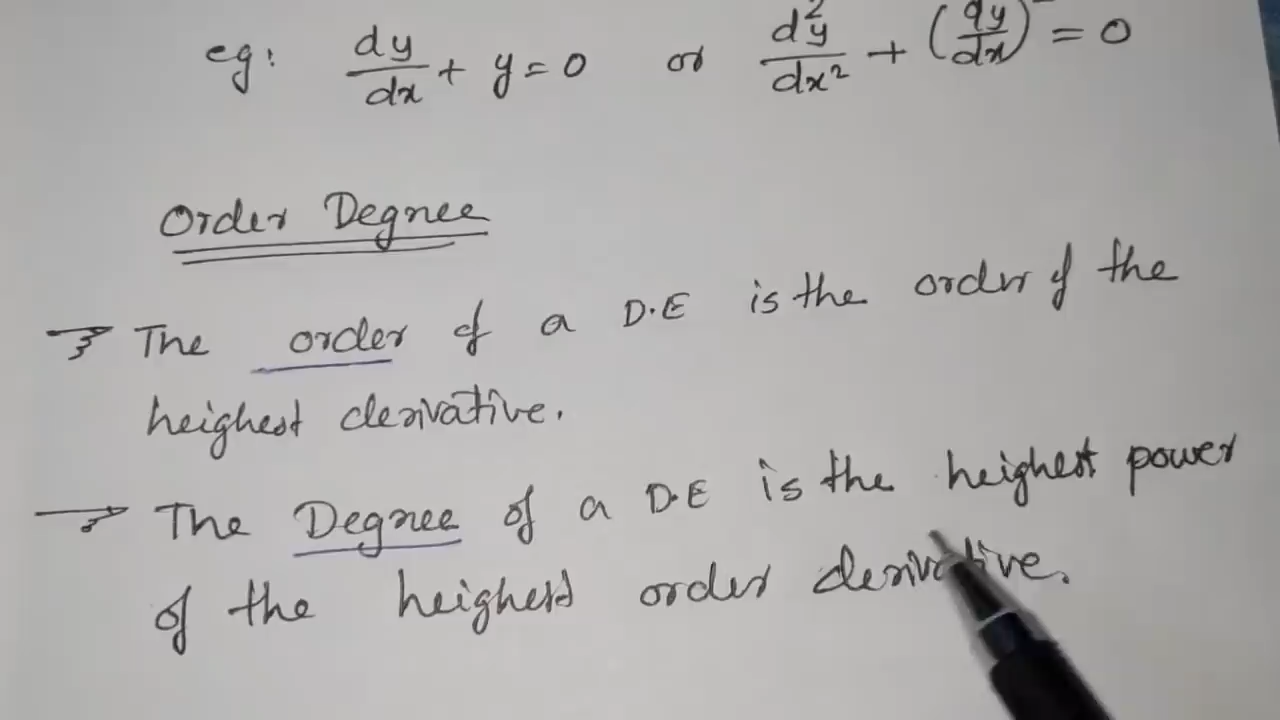 eg: dy/dx + y = 0 or d²y/dx² + (dy/dx) = 0
Order Degree
The order of a D.E is the order of the
heighest derivative.
The Degree of a D.E is the heighest power
of the heighest order derivative.